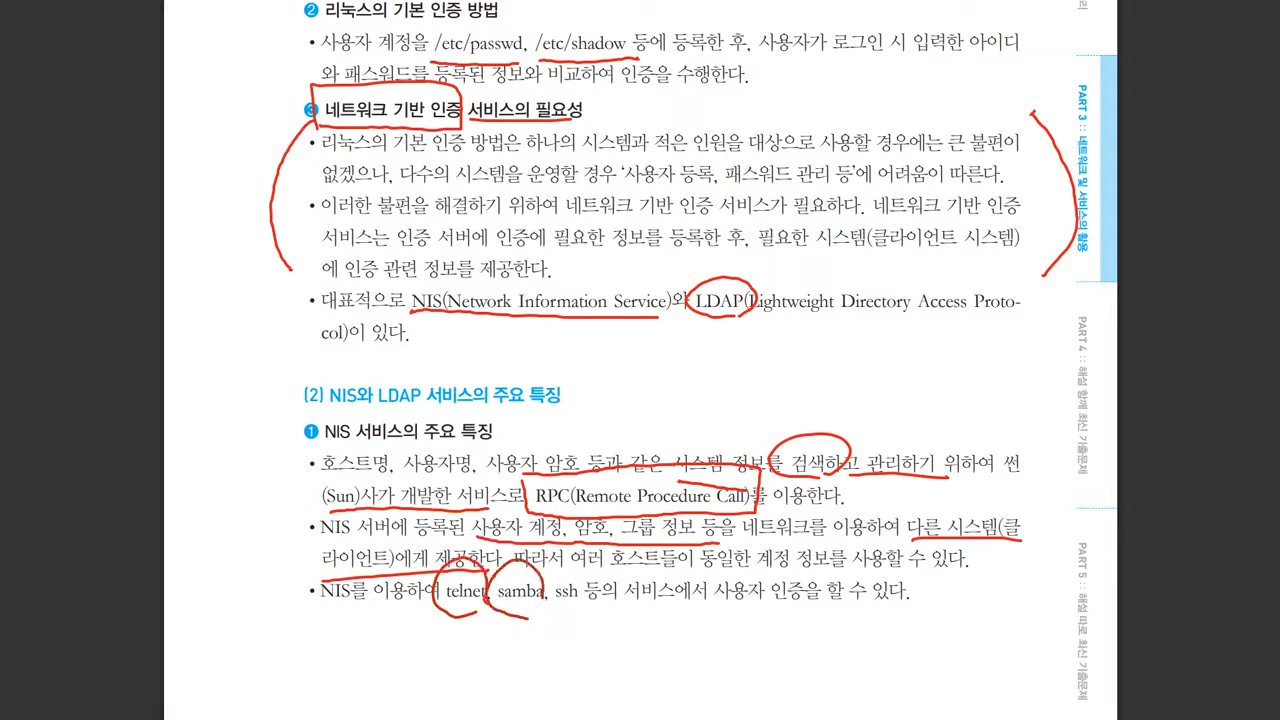 ❷ 리눅스의 기본 인증 방법
• 사용자 계정을 /etc/passwd, /etc/shadow 등에 등록한 후, 사용자가 로그인 시 입력한 아이디
와 패스워드를 등록된 정보와 비교하여 인증을 수행한다.
❸ 네트워크 기반 인증 서비스의 필요성
• 리눅스의 기본 인증 방법은 하나의 시스템과 적은 인원을 대상으로 사용할 경우에는 큰 불편이
없겠으나, 다수의 시스템을 운영할 경우 ‘사용자 등록, 패스워드 관리 등’에 어려움이 따른다.
• 이러한 불편을 해결하기 위하여 네트워크 기반 인증 서비스가 필요하다. 네트워크 기반 인증
서비스는 인증 서버에 인증에 필요한 정보를 등록한 후, 필요한 시스템(클라이언트 시스템)
에 인증 관련 정보를 제공한다.
• 대표적으로 NIS(Network Information Service)와 LDAP(Lightweight Directory Access Proto-
col)이 있다.
(2) NIS와 LDAP 서비스의 주요 특징
❶ NIS 서비스의 주요 특징
• 호스트명, 사용자명, 사용자 암호 등과 같은 시스템 정보를 검색하고 관리하기 위하여 썬
(Sun)사가 개발한 서비스로 RPC(Remote Procedure Call)를 이용한다.
• NIS 서버에 등록된 사용자 계정, 암호, 그룹 정보 등을 네트워크를 이용하여 다른 시스템(클
라이언트)에게 제공한다. 따라서 여러 호스트들이 동일한 계정 정보를 사용할 수 있다.
• NIS를 이용하여 telnet, samba, ssh 등의 서비스에서 사용자 인증을 할 수 있다.
리
PART 3 :: 네트워크 및 서비스의 활용
PART 4 :: 해설 함께 최신 기출문제
PART 5 :: 해설 따로 최신 기출문제